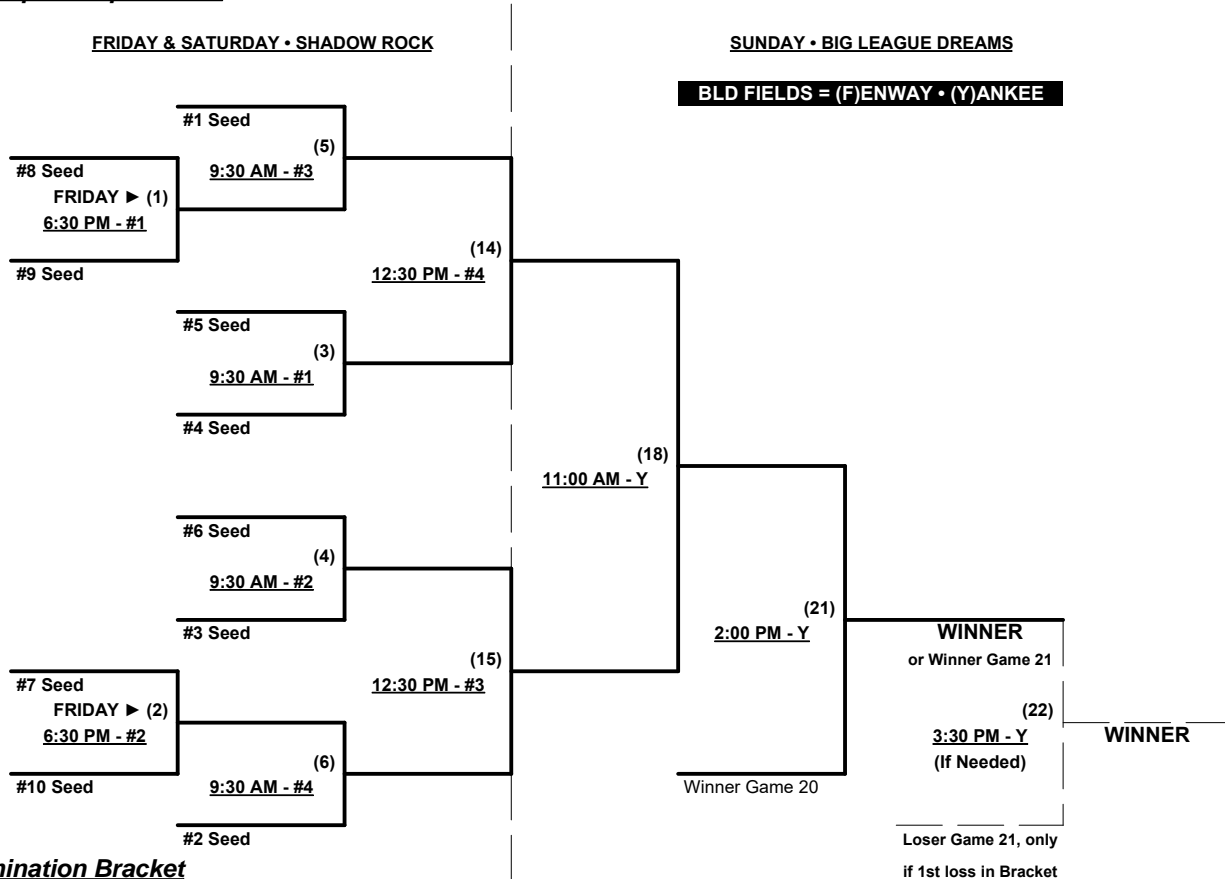 FRIDAY & SATURDAY • SHADOW ROCK
SUNDAY • BIG LEAGUE DREAMS
BLD FIELDS = (F)ENWAY • (Y)ANKEE
#1 Seed
(5)
9:30 AM - #3
#8 Seed
FRIDAY ► (1)
6:30 PM - #1
#9 Seed
(14)
12:30 PM - #4
#5 Seed
(3)
9:30 AM - #1
#4 Seed
(18)
11:00 AM - Y
#6 Seed
(4)
9:30 AM - #2
#3 Seed
(21)
2:00 PM - Y
WINNER
or Winner Game 21
(15)
12:30 PM - #3
#7 Seed
FRIDAY ► (2)
6:30 PM - #2
#10 Seed
(22)
3:30 PM - Y
(If Needed)
WINNER
(6)
9:30 AM - #4
#2 Seed
Winner Game 20
Loser Game 21, only
if 1st loss in Bracket
Bracket